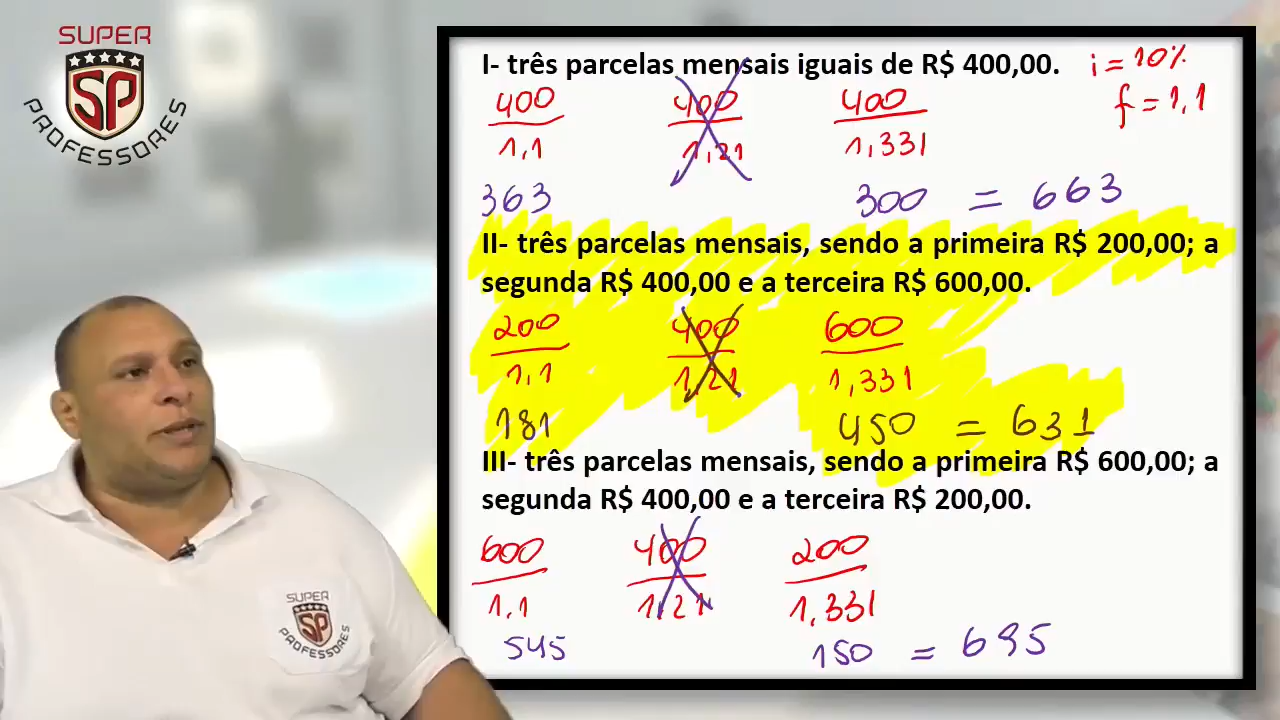 SUPER
SP
PROFESSORES
I- três parcelas mensais iguais de R$ 400,00.
i = 10%
f = 1,1
400 400 400
1,1 1,21 1,331
363 300 = 663
II- três parcelas mensais, sendo a primeira R$ 200,00; a
segunda R$ 400,00 e a terceira R$ 600,00.
200 400 600
1,1 1,21 1,331
181 450 = 631
III- três parcelas mensais, sendo a primeira R$ 600,00; a
segunda R$ 400,00 e a terceira R$ 200,00.
600 400 200
1,1 1,21 1,331
545 150 = 695
SUPER
SP
PROFESSORES